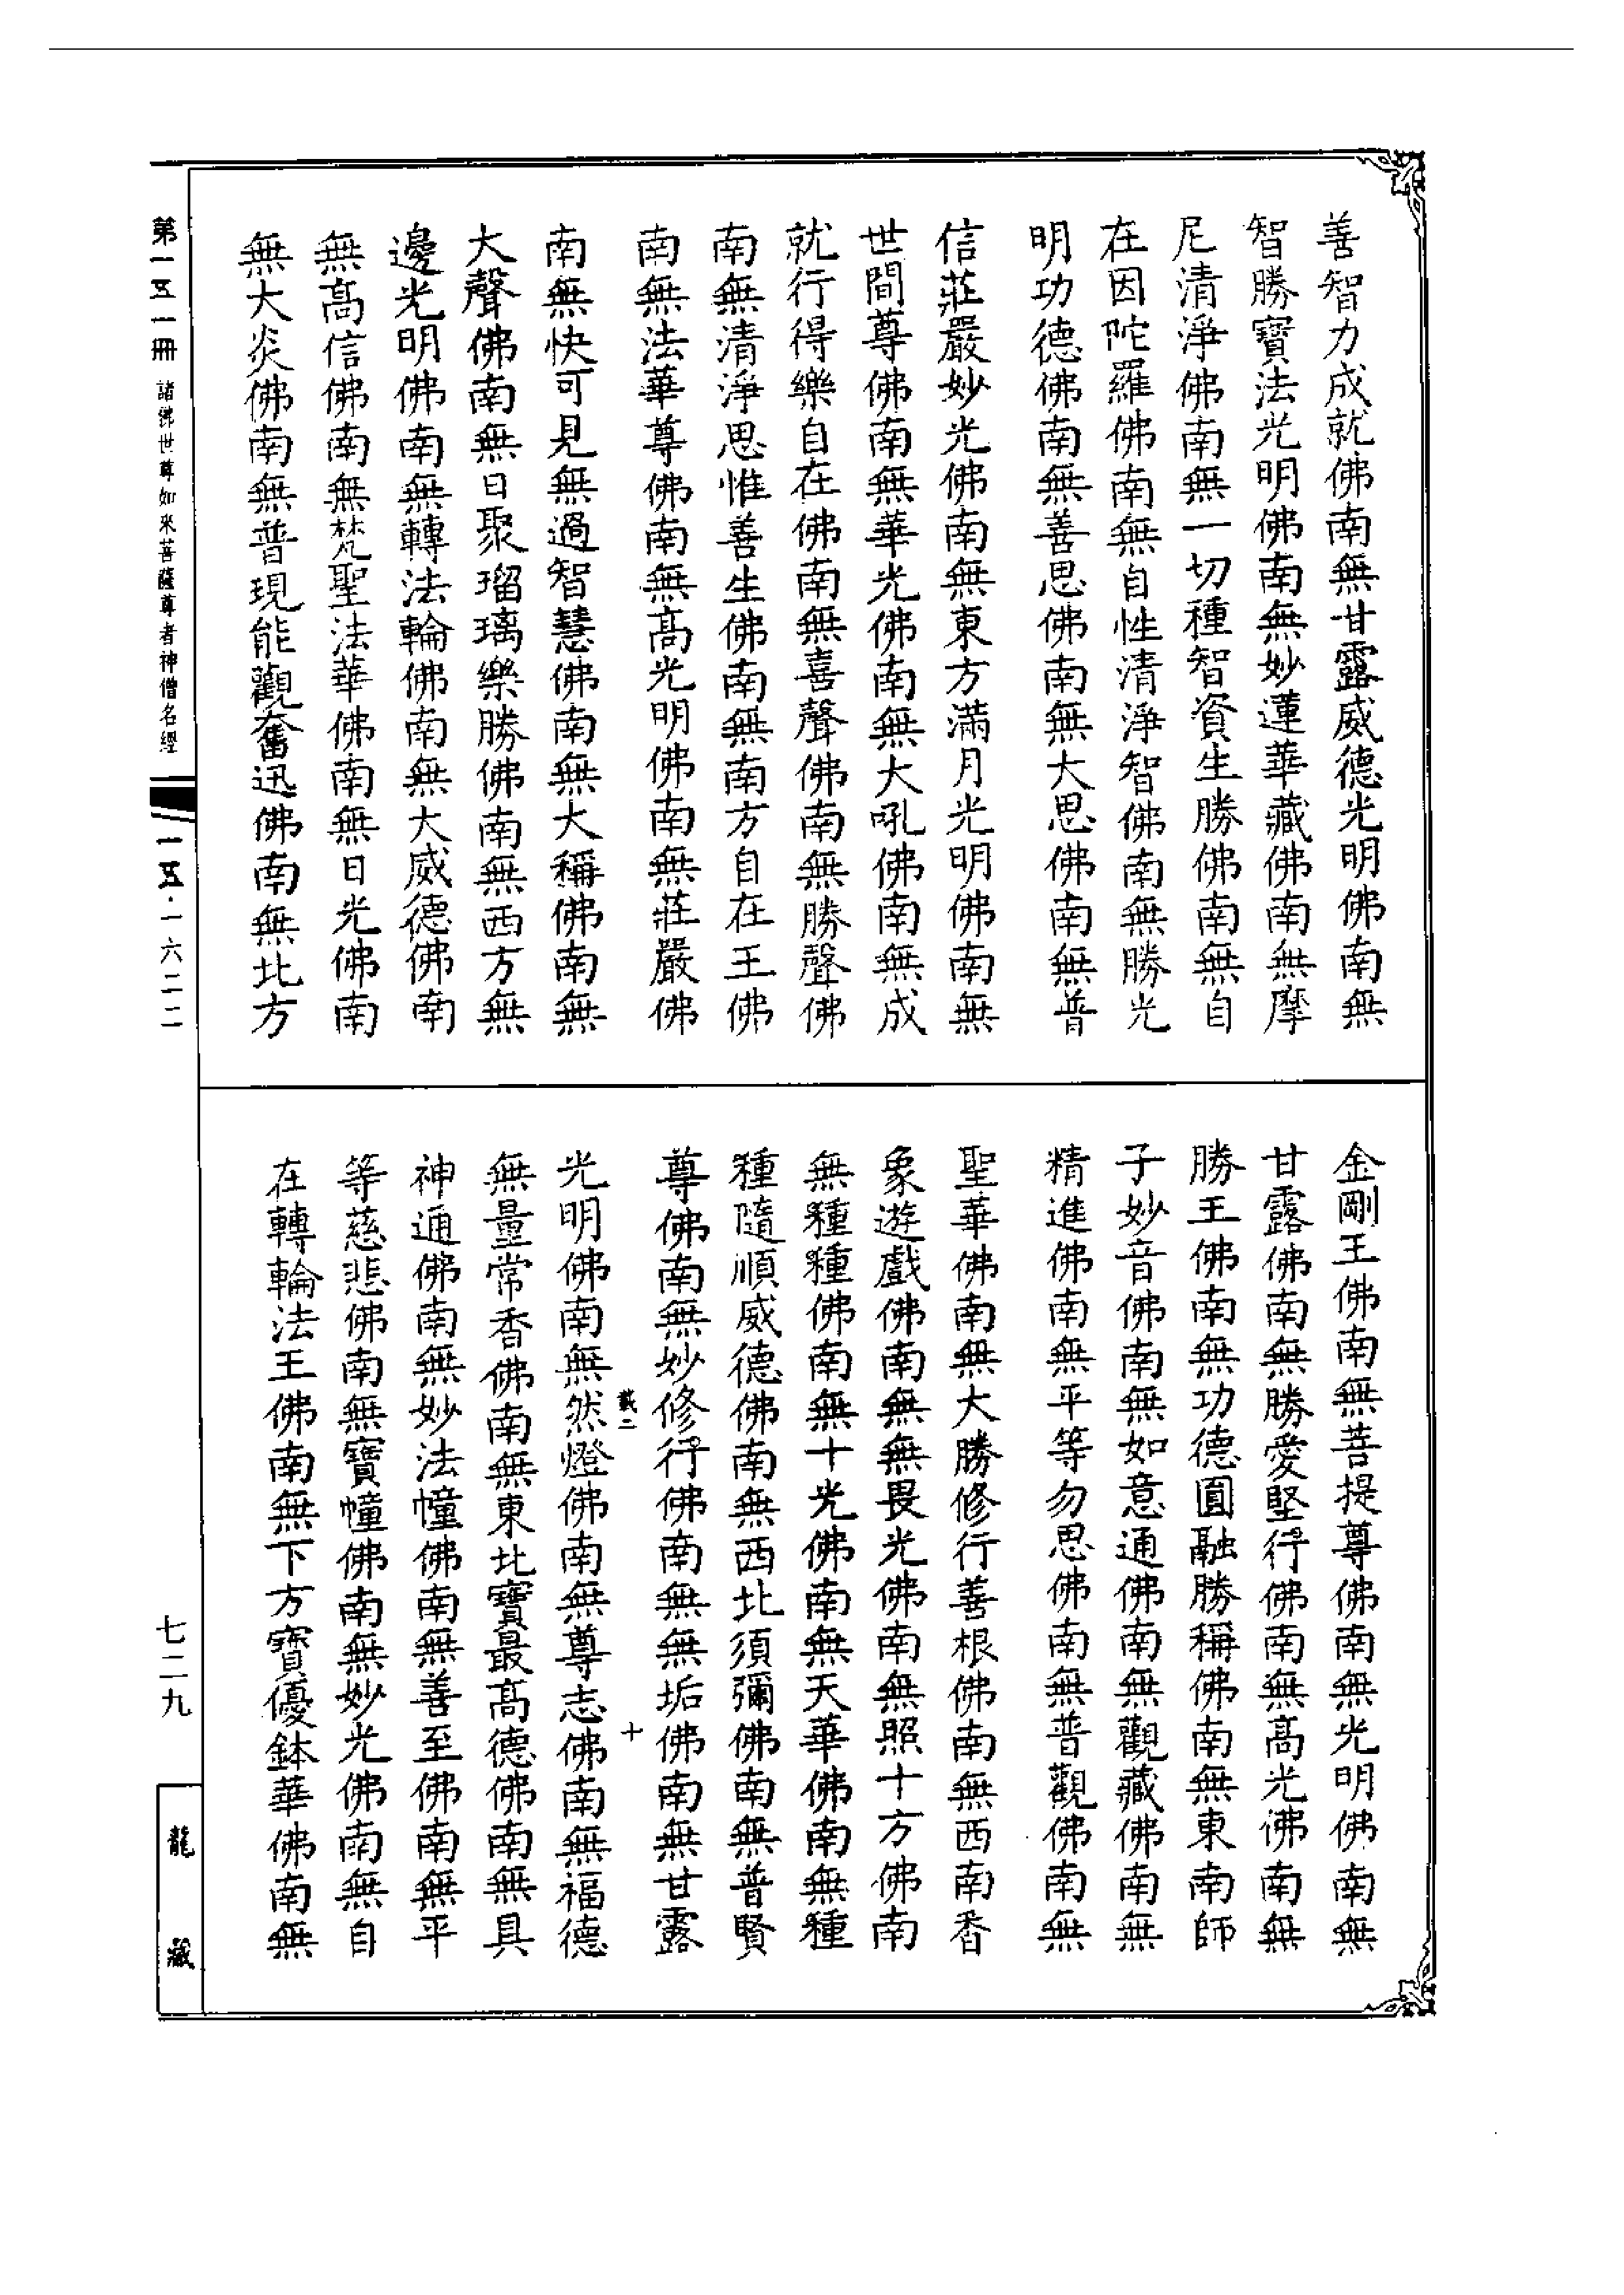 善智力成就佛南無甘露威德光明佛南無
智勝寶法光明佛南無妙蓮華藏佛南無摩
尼清淨佛南無一切種智資生勝佛南無自
在因陀羅佛南無自性清淨智佛南無勝光
明功德佛南無善思佛南無大思佛南無普
信莊嚴妙光佛南無東方滿月光明佛南無
世間尊佛南無華光佛南無大吼佛南無成
就行得樂自在佛南無喜聲佛南無勝聲佛
南無清淨思惟善生佛南無南方自在王佛
南無法華尊佛南無高光明佛南無莊嚴佛
南無快可見無過智慧佛南無大稱佛南無
大聲佛南無日聚瑠璃樂勝佛南無西方無
邊光明佛南無轉法輪佛南無大威德佛南
無高信佛南無梵聖法華佛南無日光佛南
無大炎佛南無普現能觀奮迅佛南無北方
金剛王佛南無菩提尊佛南無光明佛南無
甘露佛南無勝愛堅行佛南無高光佛南無
勝王佛南無功德圓融勝稱佛南無東南師
子妙音佛南無如意通佛南無觀藏佛南無
精進佛南無平等勿思佛南無普觀佛南無
聖華佛南無大勝修行善根佛南無西南香
象遊戲佛南無無畏光佛南無照十方佛南
無種種佛南無十光佛南無天華佛南無種
種隨順威德佛南無西北須彌佛南無普賢
尊佛南無妙修行佛南無無垢佛南無甘露
載二 十
光明佛南無然燈佛南無尊志佛南無福德
無量常香佛南無東北寶最高德佛南無具
神通佛南無妙法幢佛南無善至佛南無平
等慈悲佛南無寶幢佛南無妙光佛南無自
在轉輪法王佛南無下方寶優鉢華佛南無
第一五一冊 諸佛世尊如來菩薩尊者神僧名經 一五·一六二二
七二九
龍藏